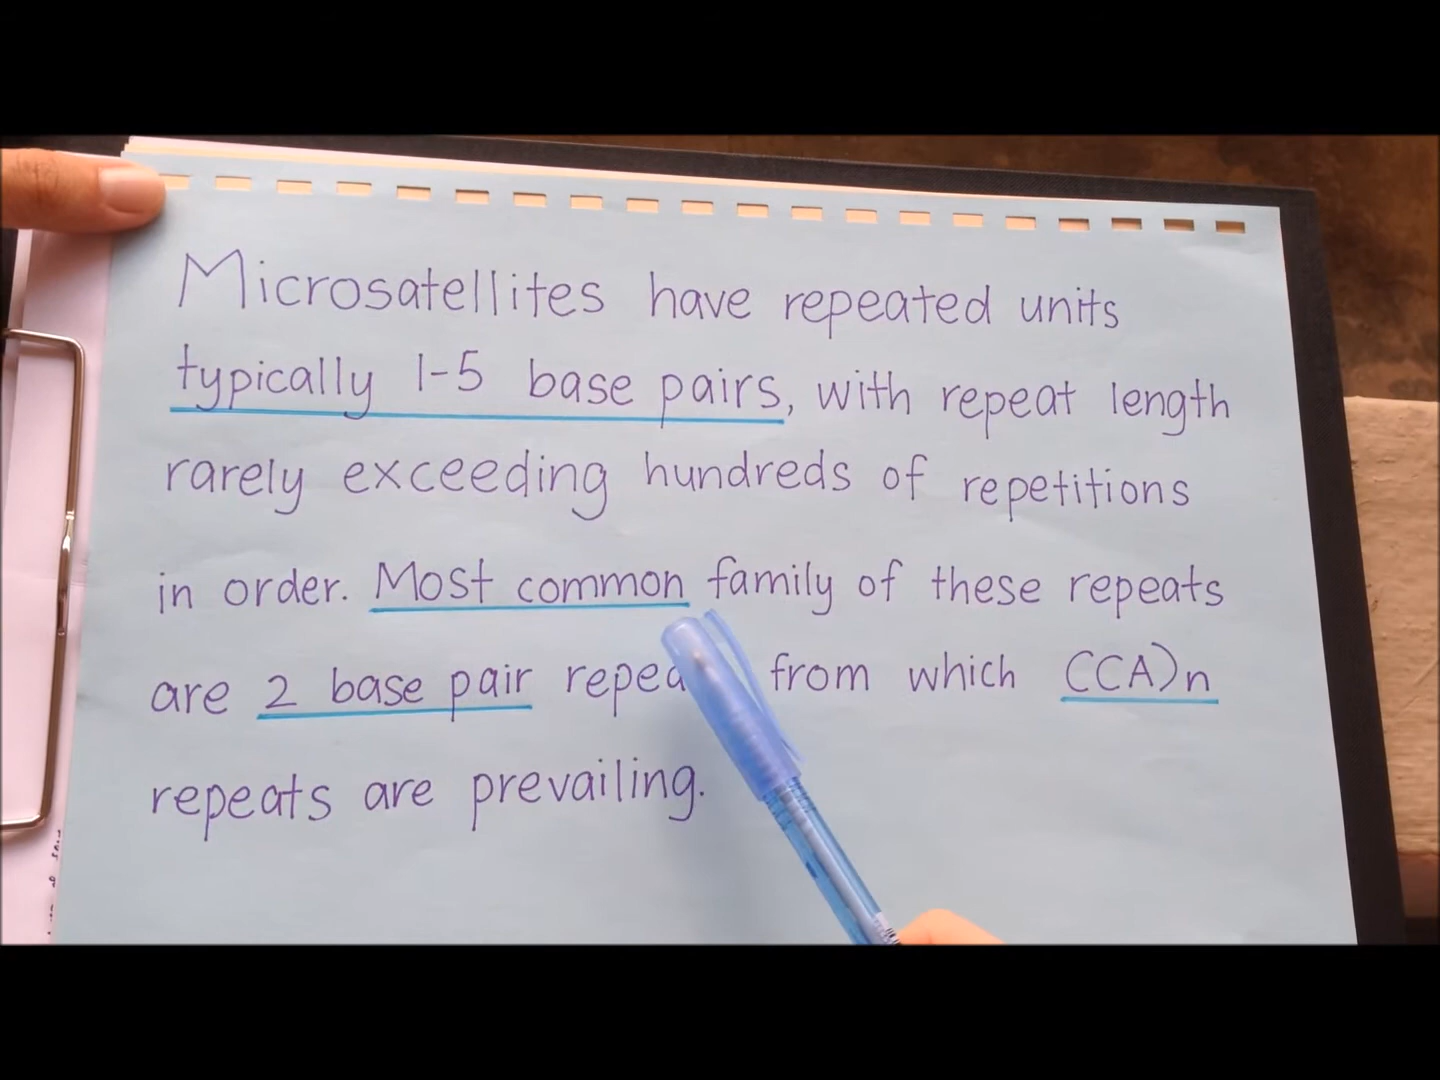 Microsatellites have repeated units
typically 1-5 base pairs, with repeat length
rarely exceeding hundreds of repetitions
in order. Most common family of these repeats
are 2 base pair from which (CCA)n
repeats are prevailing.